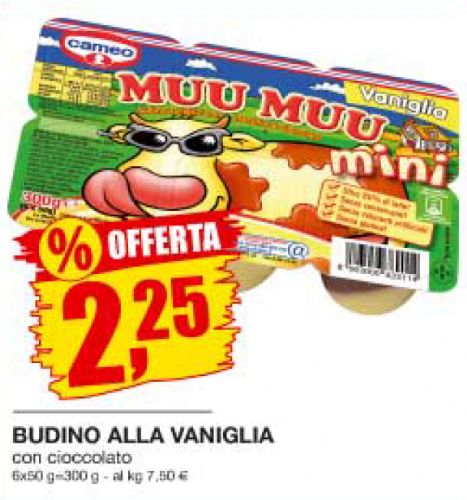 cameo
MUU MUU
Vaniglia
mini
300g
% OFFERTA
2,25
BUDINO ALLA VANIGLIA
con cioccolato
6x50 g=300 g - al kg 7,50 €